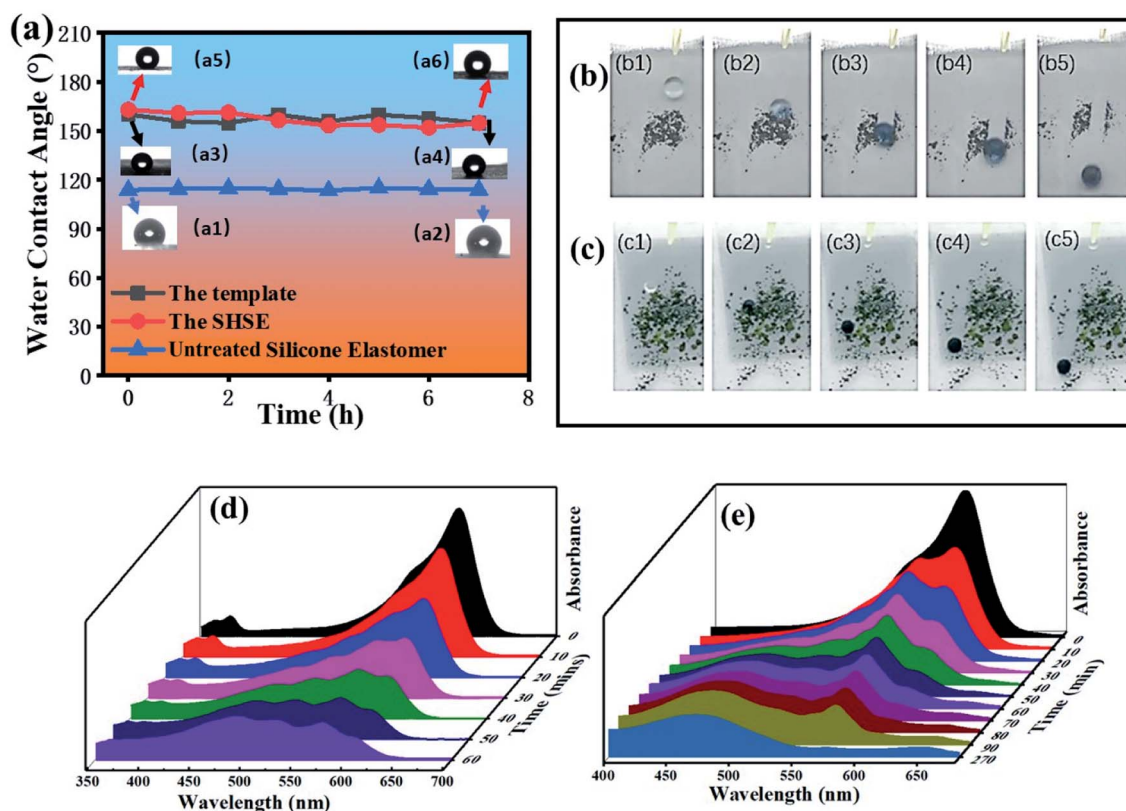 (a)
Water Contact Angle (°)
210
180
150
120
90
60
30
0
(a5)
(a6)
(a3)
(a4)
(a1)
(a2)
The template
The SHSE
Untreated Silicone Elastomer
0 2 4 6 8
Time (h)
(b)
(b1) (b2) (b3) (b4) (b5)
(c)
(c1) (c2) (c3) (c4) (c5)
(d)
Absorbance
0
10
20
30
40
50
60
Time (mins)
350 400 450 500 550 600 650 700
Wavelength (nm)
(e)
Absorbance
0
10
20
30
40
50
60
70
80
90
270
Time (min)
400 450 500 550 600 650
Wavelength (nm)